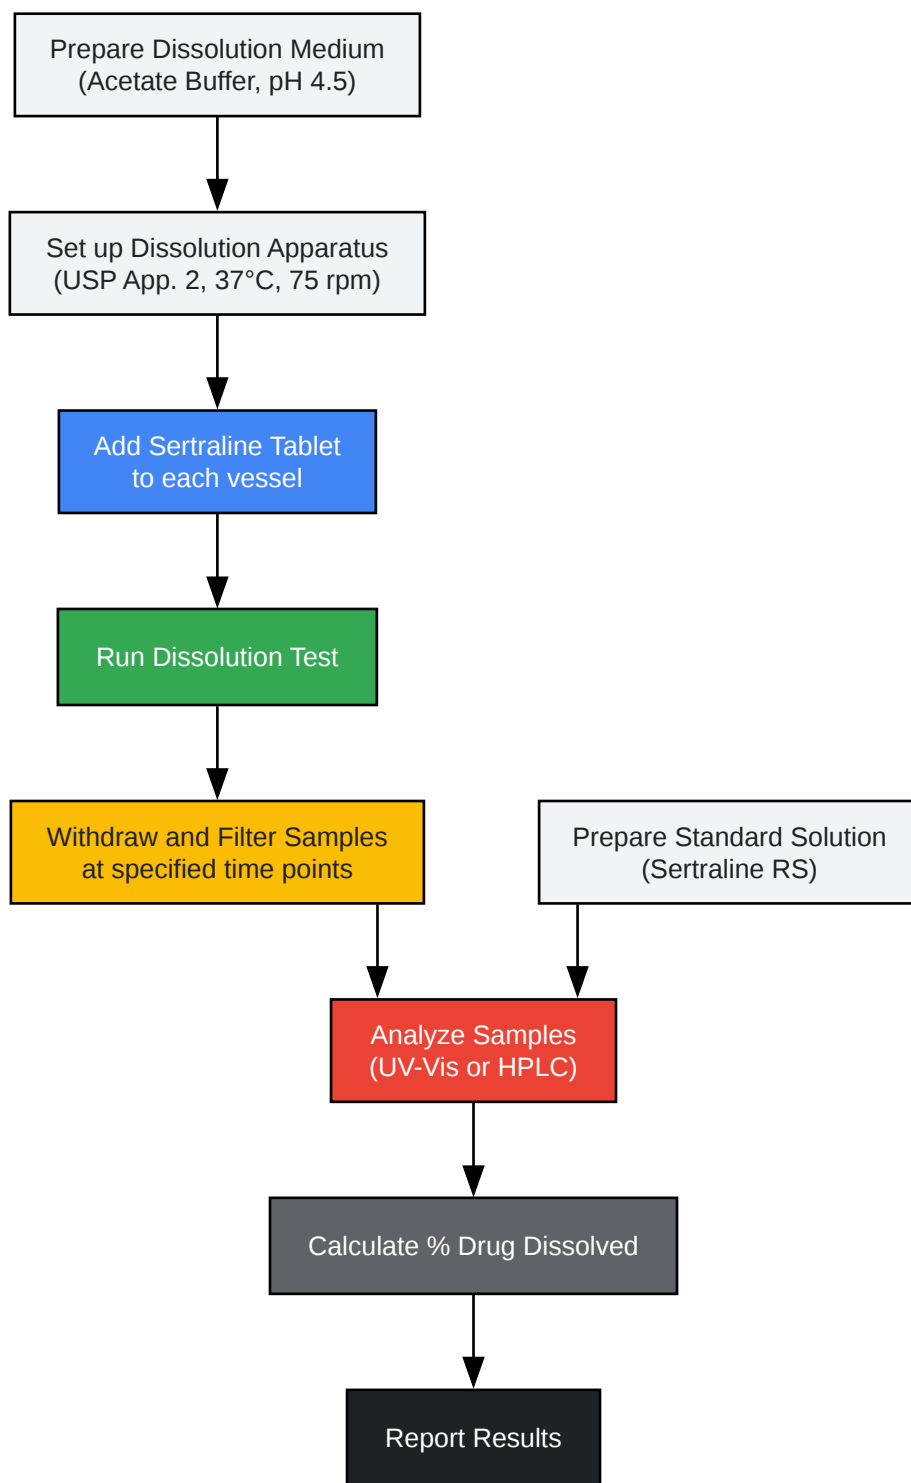 Prepare Dissolution Medium
(Acetate Buffer, pH 4.5)
Set up Dissolution Apparatus
(USP App. 2, 37°C, 75 rpm)
Add Sertraline Tablet
to each vessel
Run Dissolution Test
Withdraw and Filter Samples
at specified time points
Prepare Standard Solution
(Sertraline RS)
Analyze Samples
(UV-Vis or HPLC)
Calculate % Drug Dissolved
Report Results